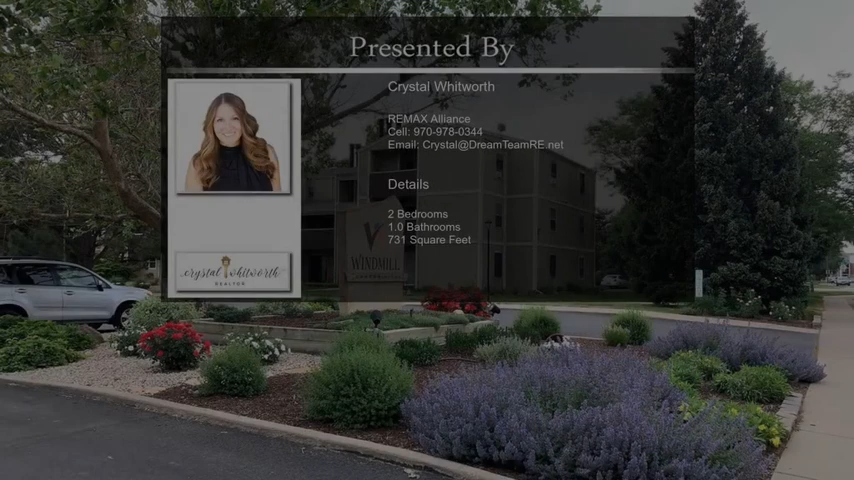 Presented By
Crystal Whitworth
REMAX Alliance
Cell: 970-978-0344
Email: Crystal@DreamTeamRE.net
Details
2 Bedrooms
1.0 Bathrooms
731 Square Feet
crystal whitworth
REALTOR
WINDMILL